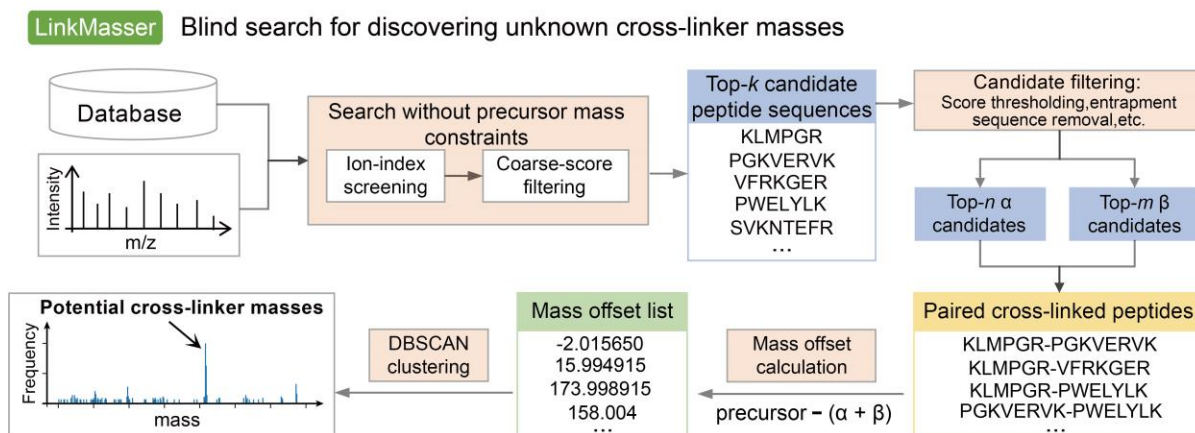 LinkMasser Blind search for discovering unknown cross-linker masses
Database
Intensity
m/z
Search without precursor mass
constraints
Ion-index
screening
Coarse-score
filtering
Top-k candidate
peptide sequences
KLMPGR
PGKVERVK
VFRKGER
PWELYLK
SVKNTEFR
...
Candidate filtering:
Score thresholding,entrapment
sequence removal,etc.
Top-n α
candidates
Top-m β
candidates
Paired cross-linked peptides
KLMPGR-PGKVERVK
KLMPGR-VFRKGER
KLMPGR-PWELYLK
PGKVERVK-PWELYLK
...
Mass offset
calculation
precursor − (α + β)
Mass offset list
-2.015650
15.994915
173.998915
158.004
...
DBSCAN
clustering
Potential cross-linker masses
Frequency
mass